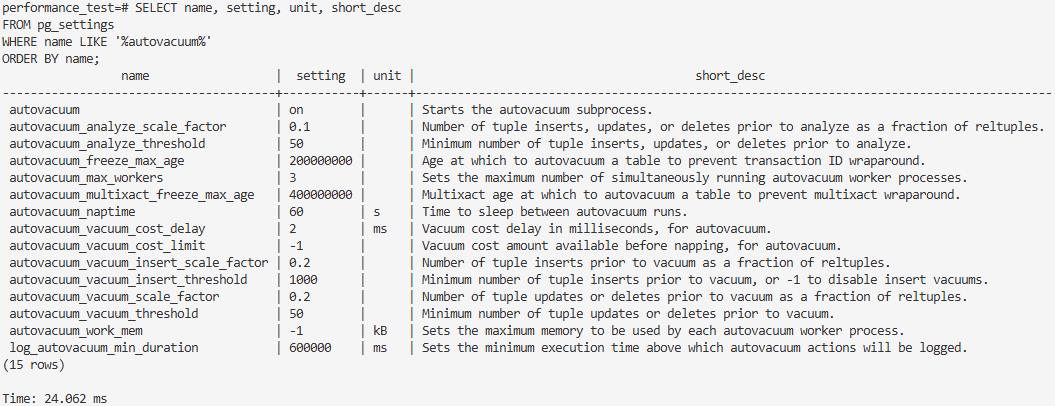 performance_test=# SELECT name, setting, unit, short_desc
FROM pg_settings
WHERE name LIKE '%autovacuum%'
ORDER BY name;
                 name                  |  setting  | unit |                                        short_desc
---------------------------------------+-----------+------+-------------------------------------------------------------------------------------------
 autovacuum                            | on        |      | Starts the autovacuum subprocess.
 autovacuum_analyze_scale_factor       | 0.1       |      | Number of tuple inserts, updates, or deletes prior to analyze as a fraction of reltuples.
 autovacuum_analyze_threshold          | 50        |      | Minimum number of tuple inserts, updates, or deletes prior to analyze.
 autovacuum_freeze_max_age             | 200000000 |      | Age at which to autovacuum a table to prevent transaction ID wraparound.
 autovacuum_max_workers                | 3         |      | Sets the maximum number of simultaneously running autovacuum worker processes.
 autovacuum_multixact_freeze_max_age   | 400000000 |      | Multixact age at which to autovacuum a table to prevent multixact wraparound.
 autovacuum_naptime                    | 60        | s    | Time to sleep between autovacuum runs.
 autovacuum_vacuum_cost_delay          | 2         | ms   | Vacuum cost delay in milliseconds, for autovacuum.
 autovacuum_vacuum_cost_limit          | -1        |      | Vacuum cost amount available before napping, for autovacuum.
 autovacuum_vacuum_insert_scale_factor | 0.2       |      | Number of tuple inserts prior to vacuum as a fraction of reltuples.
 autovacuum_vacuum_insert_threshold    | 1000      |      | Minimum number of tuple inserts prior to vacuum, or -1 to disable insert vacuums.
 autovacuum_vacuum_scale_factor        | 0.2       |      | Number of tuple updates or deletes prior to vacuum as a fraction of reltuples.
 autovacuum_vacuum_threshold           | 50        |      | Minimum number of tuple updates or deletes prior to vacuum.
 autovacuum_work_mem                   | -1        | kB   | Sets the maximum memory to be used by each autovacuum worker process.
 log_autovacuum_min_duration           | 600000    | ms   | Sets the minimum execution time above which autovacuum actions will be logged.
(15 rows)
Time: 24.062 ms